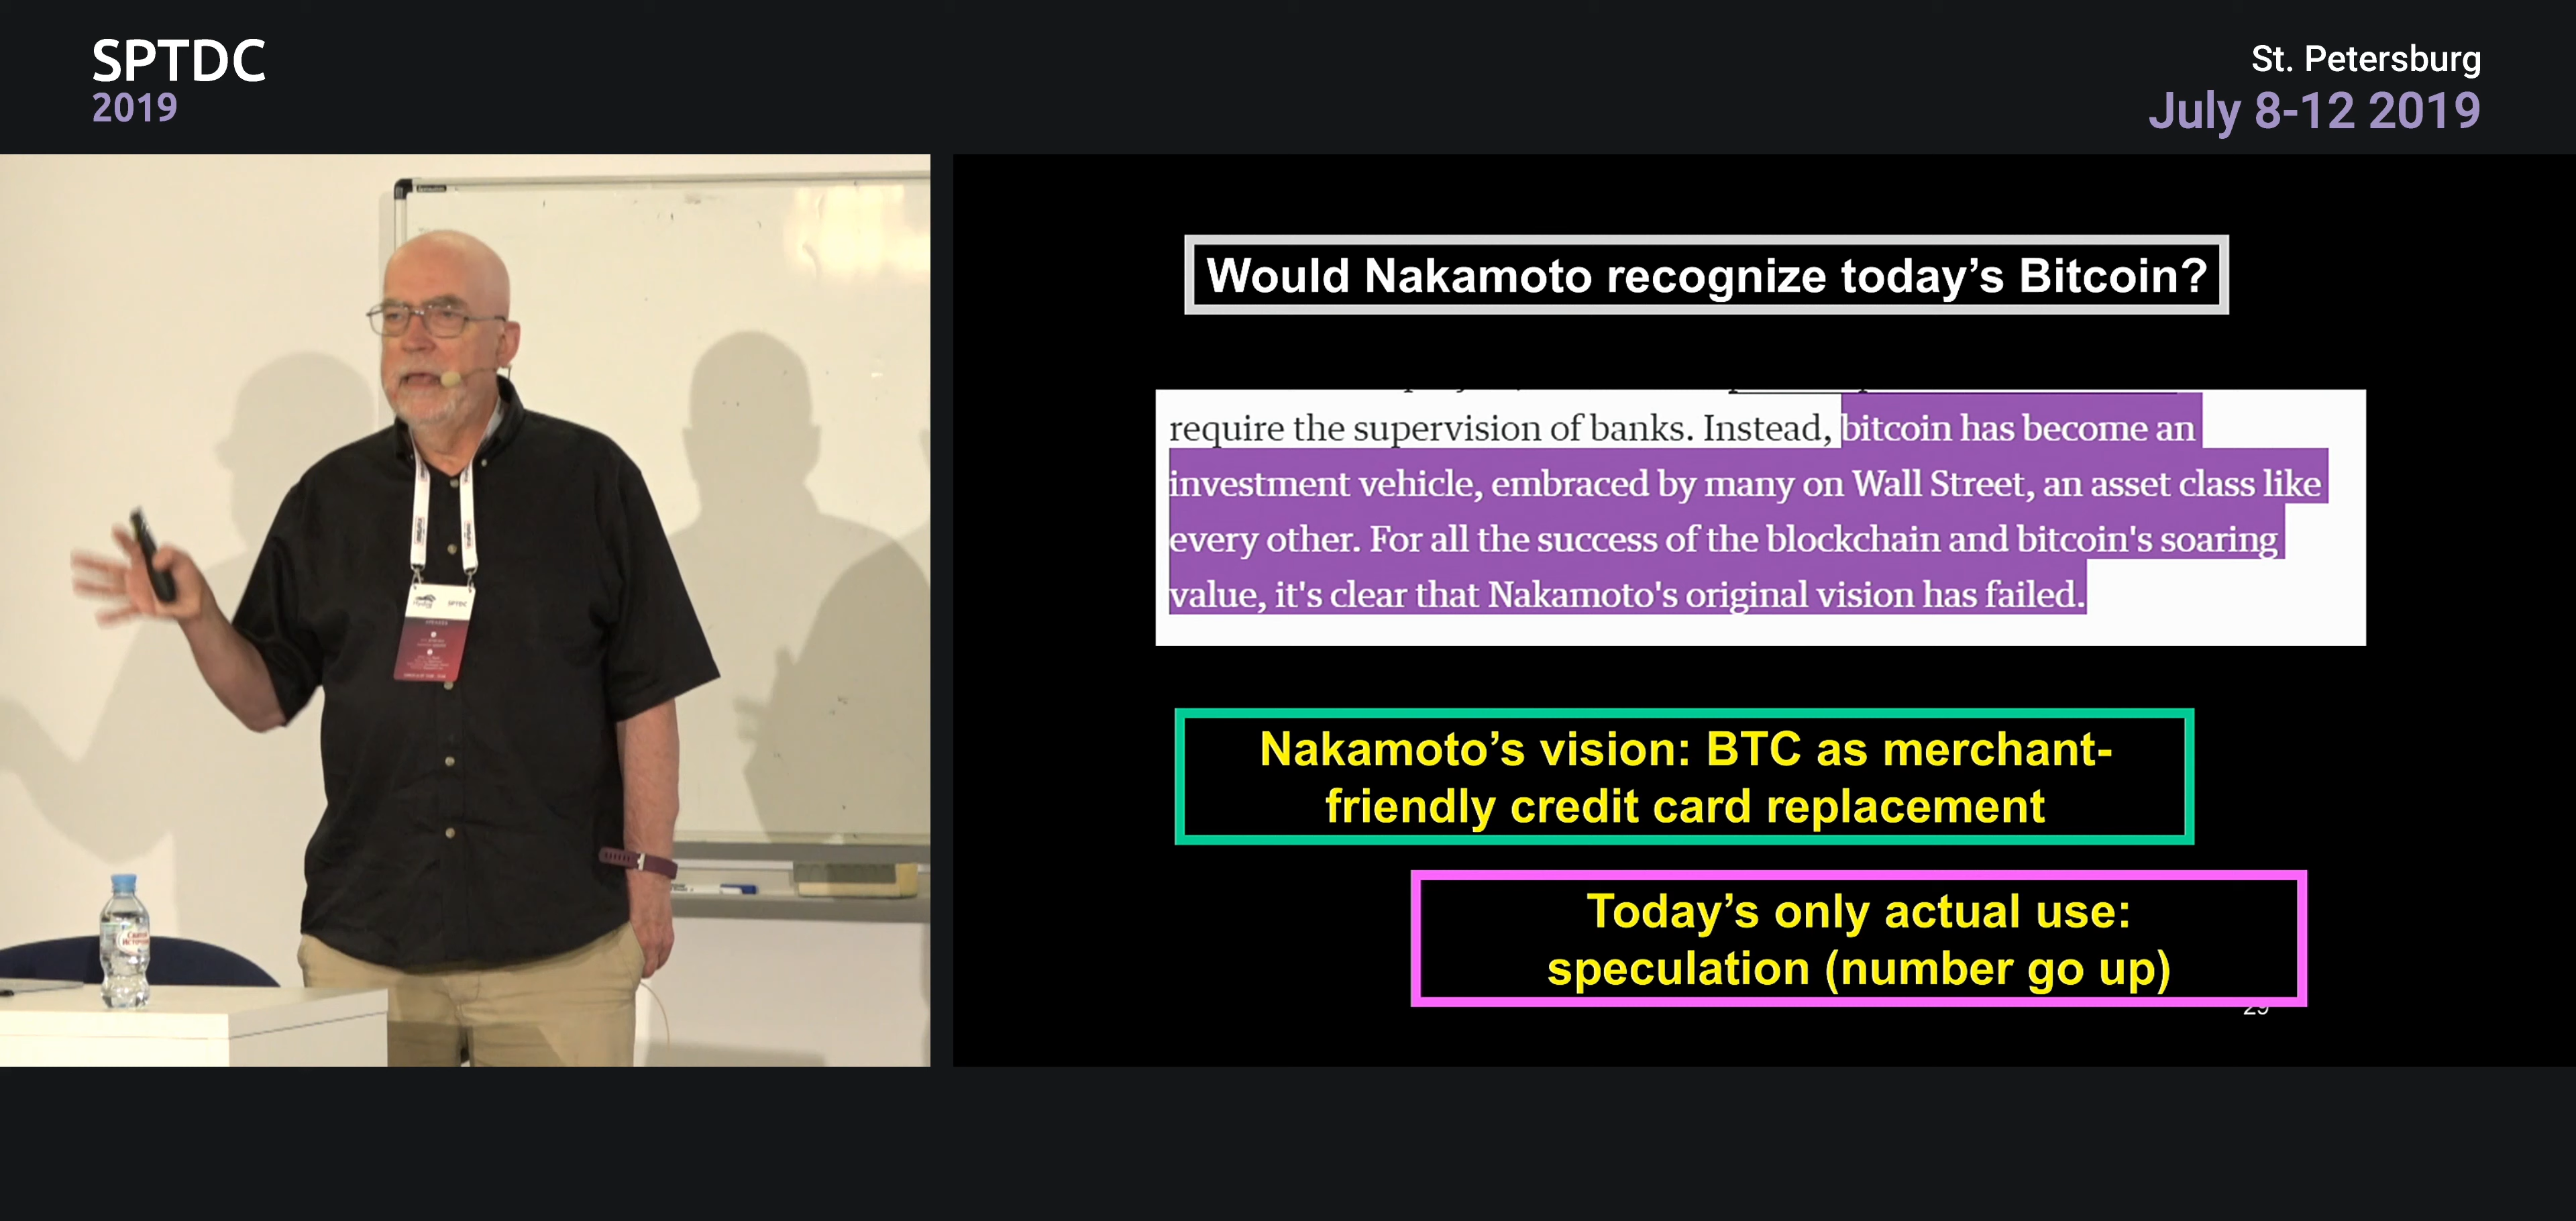 SPTDC
2019
St. Petersburg
July 8-12 2019
SPTDC
SPEAKER
Would Nakamoto recognize today’s Bitcoin?
require the supervision of banks. Instead, bitcoin has become an
investment vehicle, embraced by many on Wall Street, an asset class like
every other. For all the success of the blockchain and bitcoin's soaring
value, it's clear that Nakamoto's original vision has failed.
Nakamoto’s vision: BTC as merchant-
friendly credit card replacement
Today’s only actual use:
speculation (number go up)
29